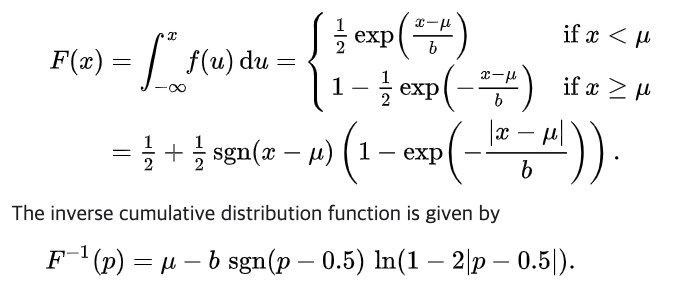 F(x) = ∫_{−∞}^{x} f(u) du = { ½ exp((x−μ)/b) if x < μ
1 − ½ exp(−(x−μ)/b) if x ≥ μ
= ½ + ½ sgn(x − μ) (1 − exp(−|x − μ|/b)).
The inverse cumulative distribution function is given by
F⁻¹(p) = μ − b sgn(p − 0.5) ln(1 − 2|p − 0.5|).